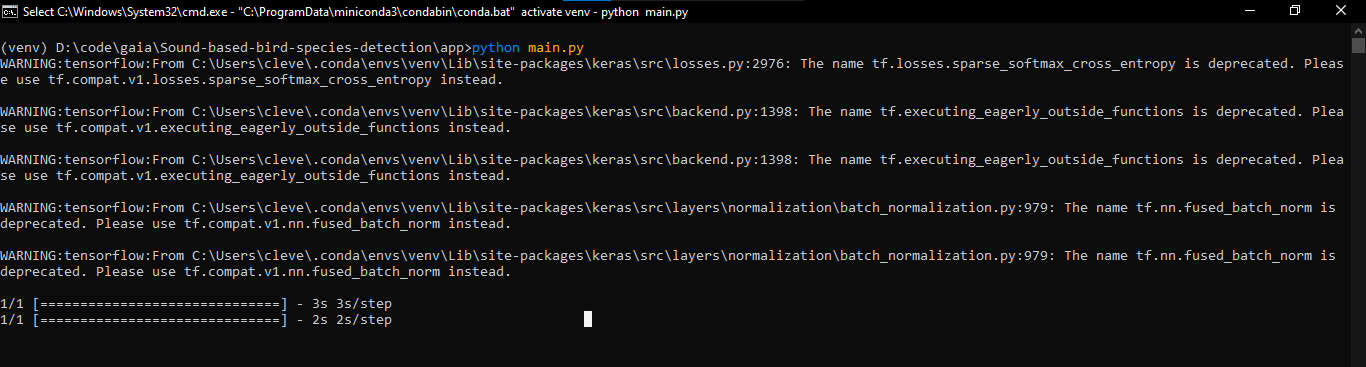 Select C:\Windows\System32\cmd.exe - "C:\ProgramData\miniconda3\condabin\conda.bat" activate venv - python main.py
(venv) D:\code\gaia\Sound-based-bird-species-detection\app>python main.py
WARNING:tensorflow:From C:\Users\cleve\.conda\envs\venv\Lib\site-packages\keras\src\losses.py:2976: The name tf.losses.sparse_softmax_cross_entropy is deprecated. Pleas
e use tf.compat.v1.losses.sparse_softmax_cross_entropy instead.
WARNING:tensorflow:From C:\Users\cleve\.conda\envs\venv\Lib\site-packages\keras\src\backend.py:1398: The name tf.executing_eagerly_outside_functions is deprecated. Plea
se use tf.compat.v1.executing_eagerly_outside_functions instead.
WARNING:tensorflow:From C:\Users\cleve\.conda\envs\venv\Lib\site-packages\keras\src\backend.py:1398: The name tf.executing_eagerly_outside_functions is deprecated. Plea
se use tf.compat.v1.executing_eagerly_outside_functions instead.
WARNING:tensorflow:From C:\Users\cleve\.conda\envs\venv\Lib\site-packages\keras\src\layers\normalization\batch_normalization.py:979: The name tf.nn.fused_batch_norm is
deprecated. Please use tf.compat.v1.nn.fused_batch_norm instead.
WARNING:tensorflow:From C:\Users\cleve\.conda\envs\venv\Lib\site-packages\keras\src\layers\normalization\batch_normalization.py:979: The name tf.nn.fused_batch_norm is
deprecated. Please use tf.compat.v1.nn.fused_batch_norm instead.
1/1 [==============================] - 3s 3s/step
1/1 [==============================] - 2s 2s/step